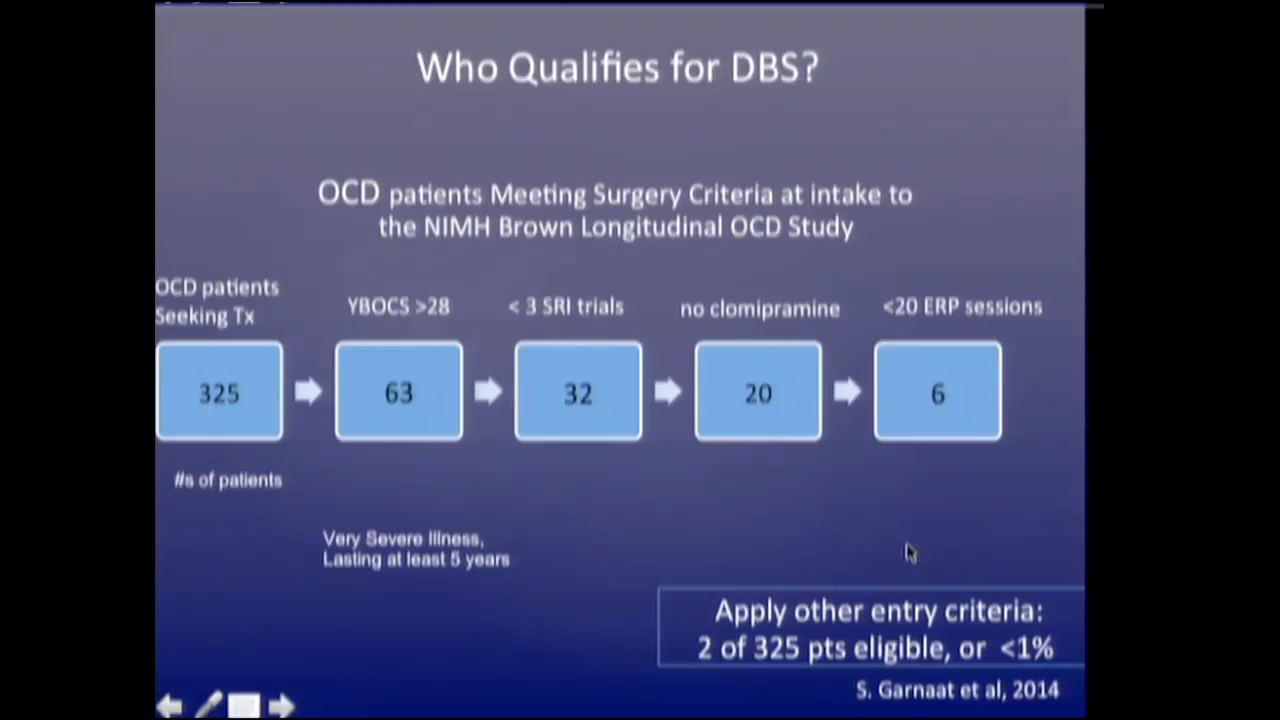 Who Qualifies for DBS?
OCD patients Meeting Surgery Criteria at intake to
the NIMH Brown Longitudinal OCD Study
OCD patients
Seeking Tx
YBOCS >28
< 3 SRI trials
no clomipramine
<20 ERP sessions
325
63
32
20
6
#s of patients
Very Severe Illness,
Lasting at least 5 years
Apply other entry criteria:
2 of 325 pts eligible, or <1%
S. Garnaat et al, 2014